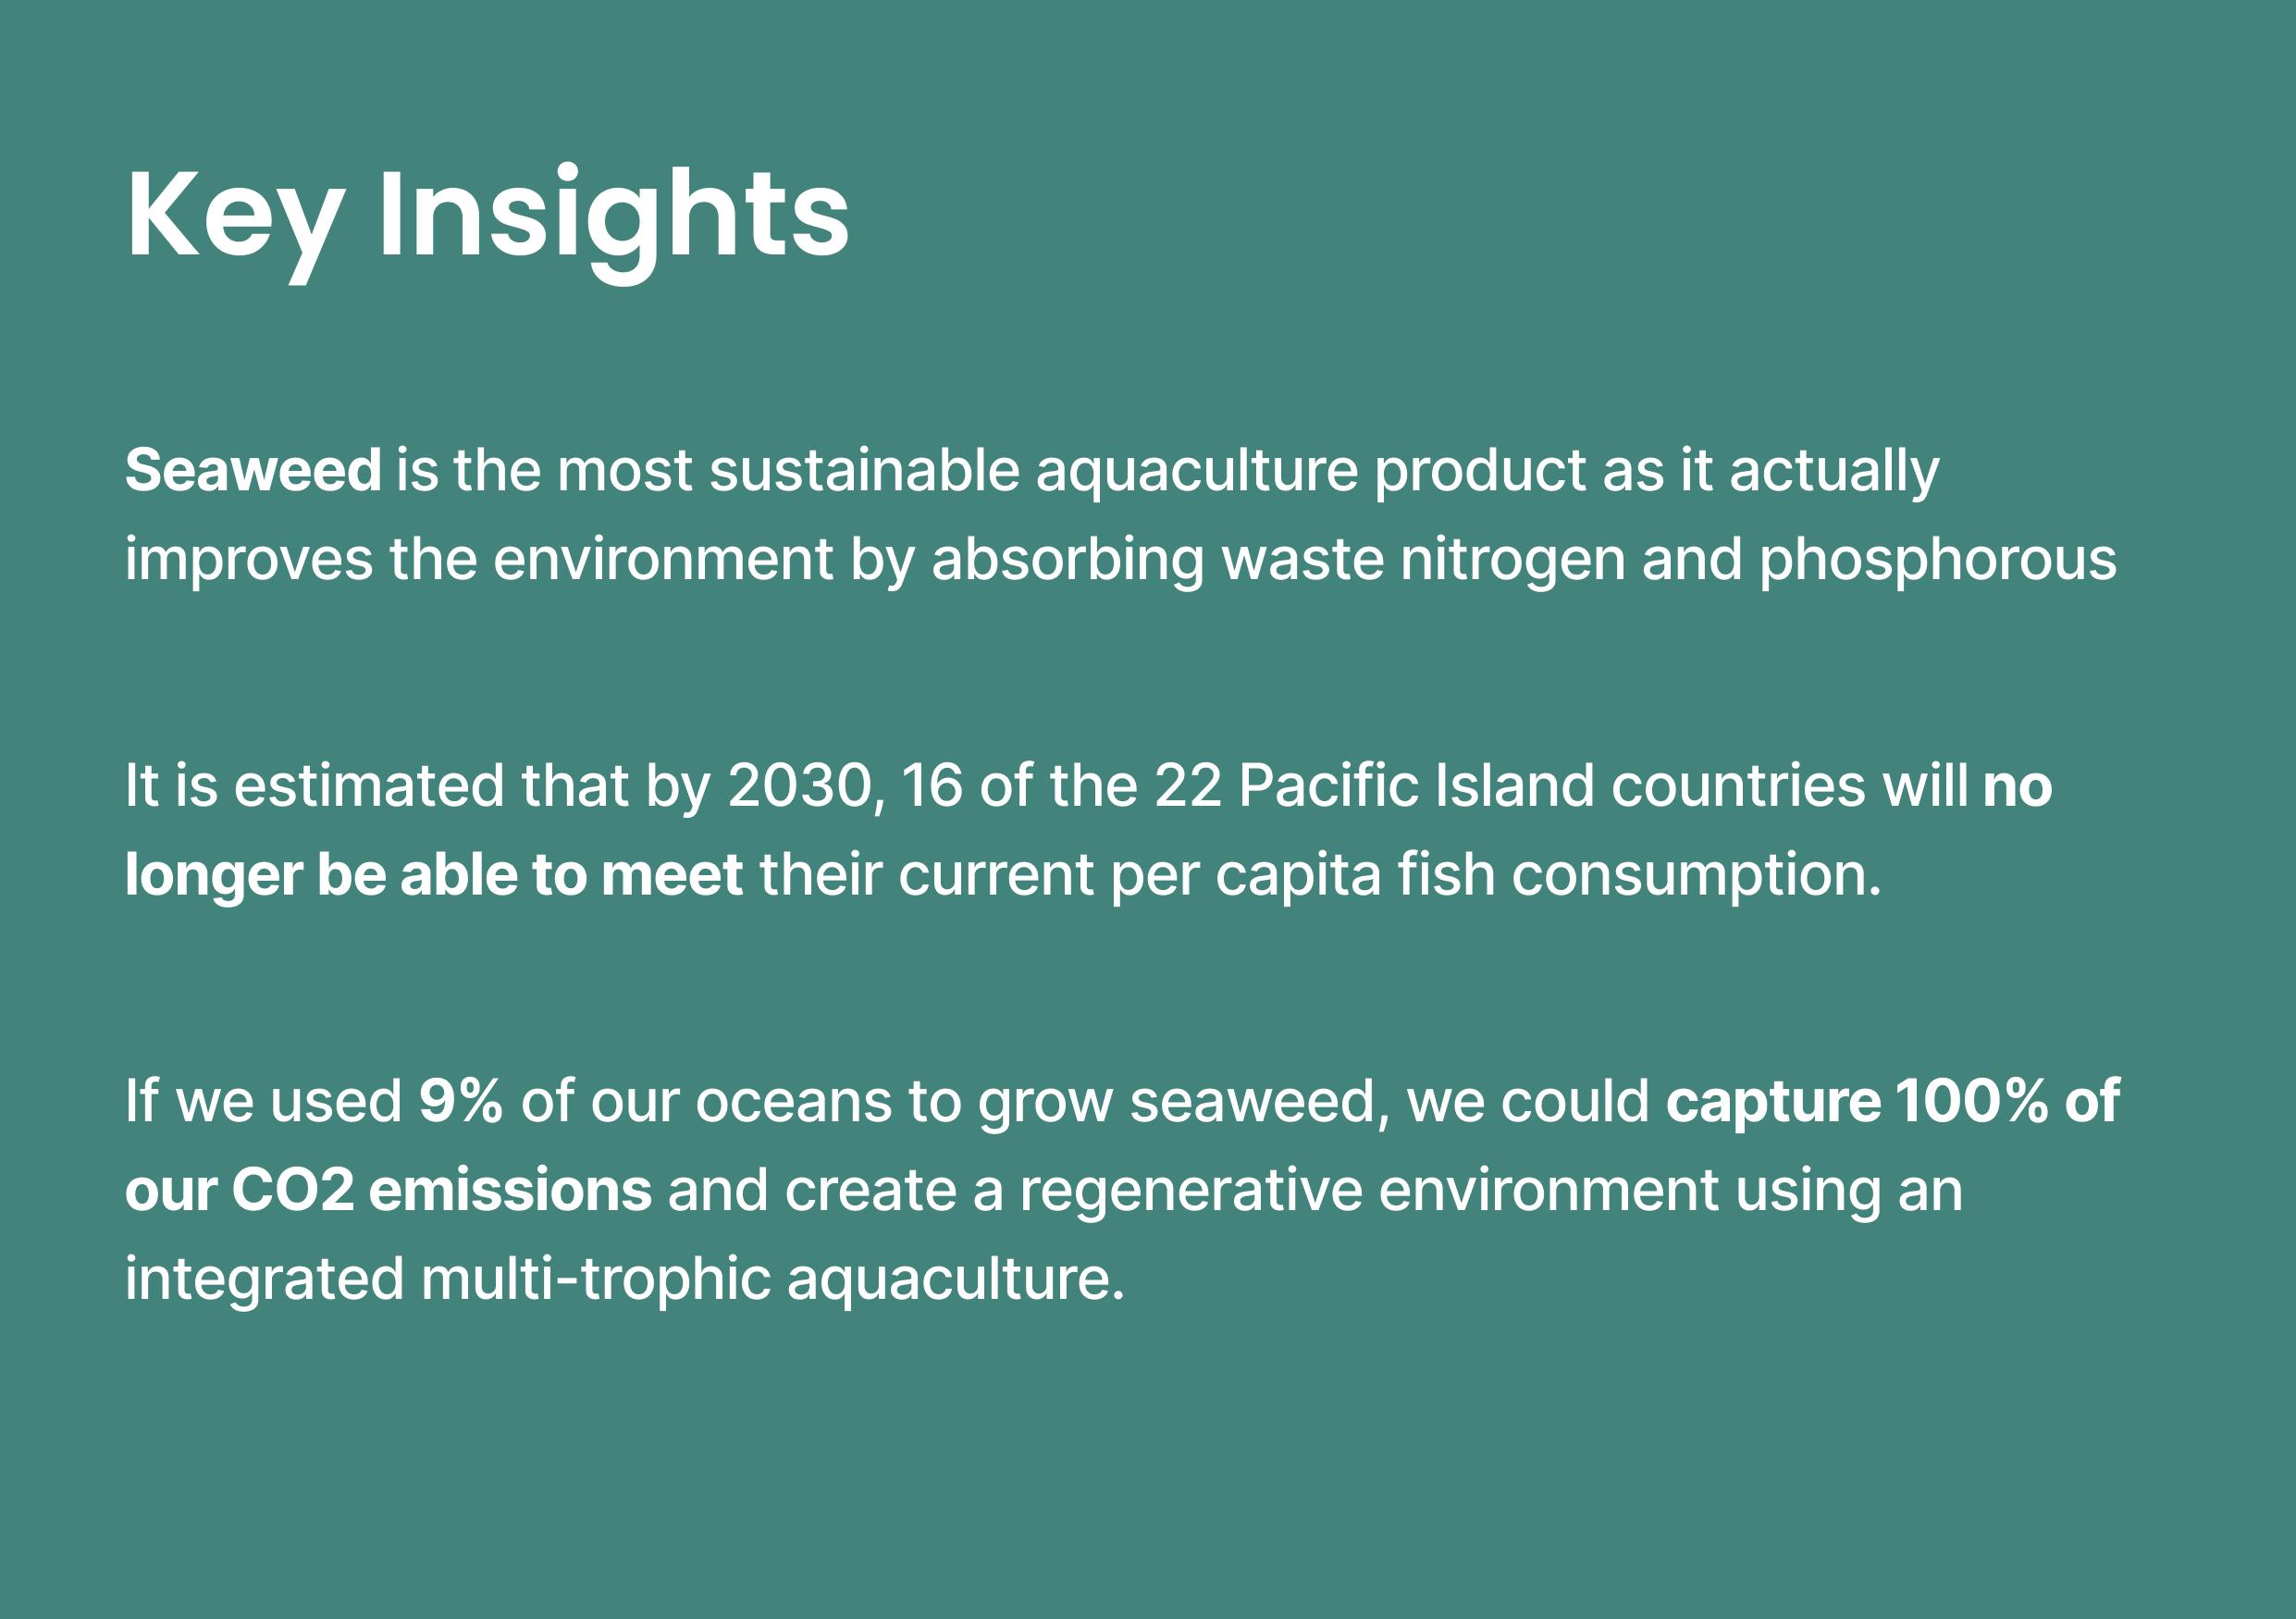 Key Insights
Seaweed is the most sustainable aquaculture product as it actually
improves the environment by absorbing waste nitrogen and phosphorous
It is estimated that by 2030, 16 of the 22 Pacific Island countries will no
longer be able to meet their current per capita fish consumption.
If we used 9% of our oceans to grow seaweed, we could capture 100% of
our CO2 emissions and create a regenerative environment using an
integrated multi-trophic aquaculture.